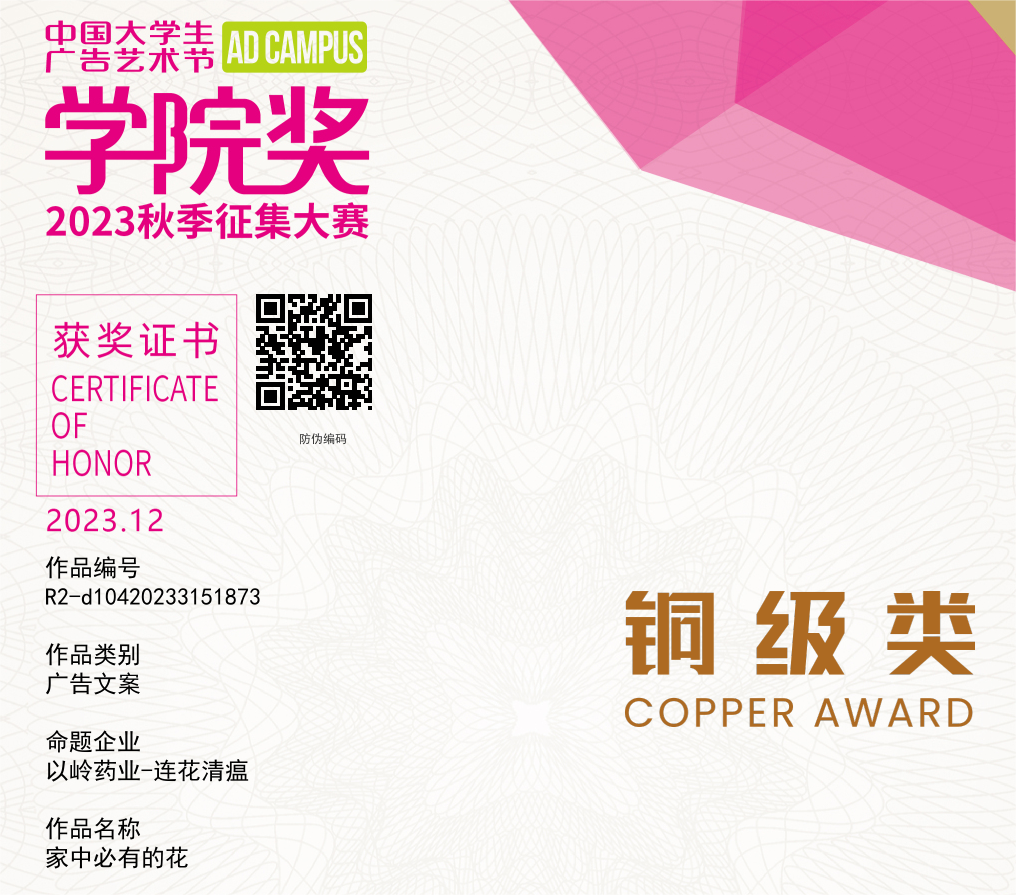 中国大学生
广告艺术节
AD CAMPUS
学院奖
2023秋季征集大赛
获奖证书
CERTIFICATE
OF
HONOR
防伪编码
2023.12
作品编号
R2-d10420233151873
作品类别
广告文案
命题企业
以岭药业-连花清瘟
作品名称
家中必有的花
铜级类
COPPER AWARD